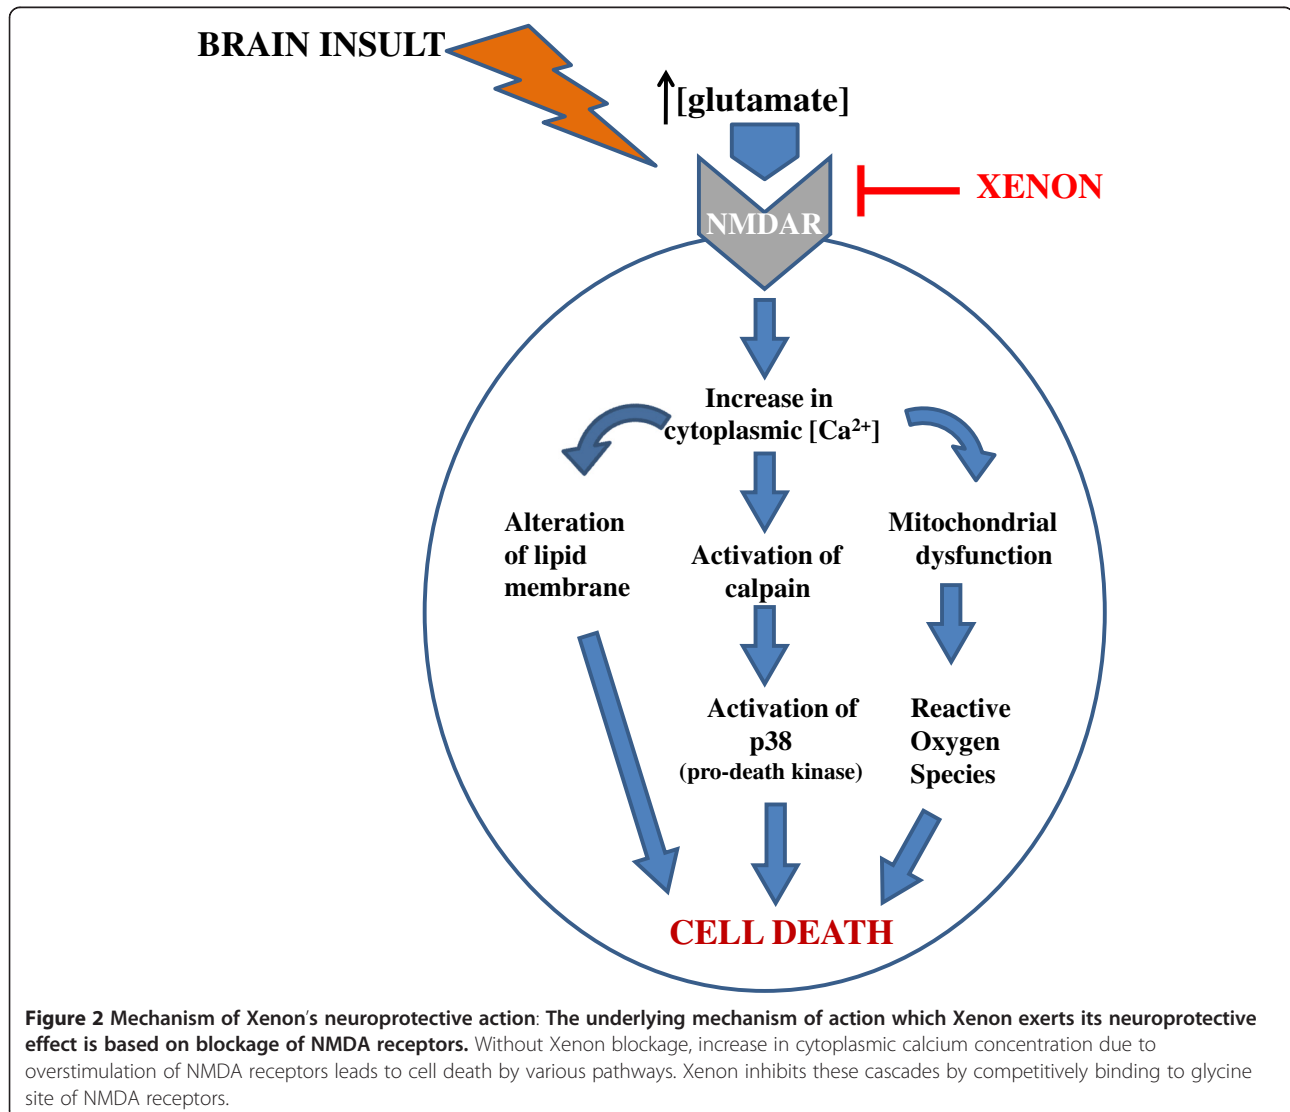 BRAIN INSULT
↑[glutamate]
XENON
NMDAR
Increase in
cytoplasmic [Ca²⁺]
Alteration
of lipid
membrane
Activation of
calpain
Mitochondrial
dysfunction
Activation of
p38
(pro-death kinase)
Reactive
Oxygen
Species
CELL DEATH
Figure 2 Mechanism of Xenon's neuroprotective action: The underlying mechanism of action which Xenon exerts its neuroprotective
effect is based on blockage of NMDA receptors. Without Xenon blockage, increase in cytoplasmic calcium concentration due to
overstimulation of NMDA receptors leads to cell death by various pathways. Xenon inhibits these cascades by competitively binding to glycine
site of NMDA receptors.